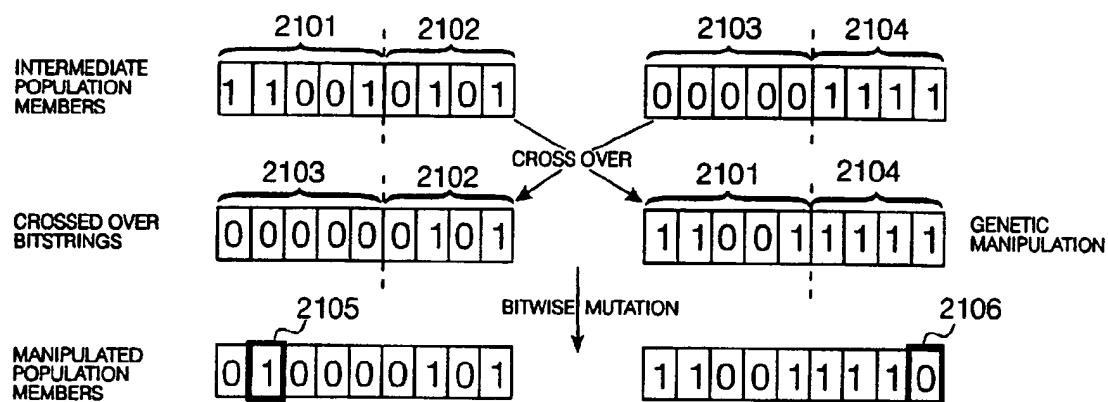 2101 2102 2103 2104
INTERMEDIATE
POPULATION
MEMBERS
1 1 0 0 1 0 1 0 1
0 0 0 0 0 1 1 1 1
CROSS OVER
2103 2102 2101 2104
CROSSED OVER
BITSTRINGS
0 0 0 0 0 0 1 0 1
1 1 0 0 1 1 1 1 1
GENETIC
MANIPULATION
BITWISE MUTATION
2105 2106
MANIPULATED
POPULATION
MEMBERS
0 1 0 0 0 0 1 0 1
1 1 0 0 1 1 1 1 0